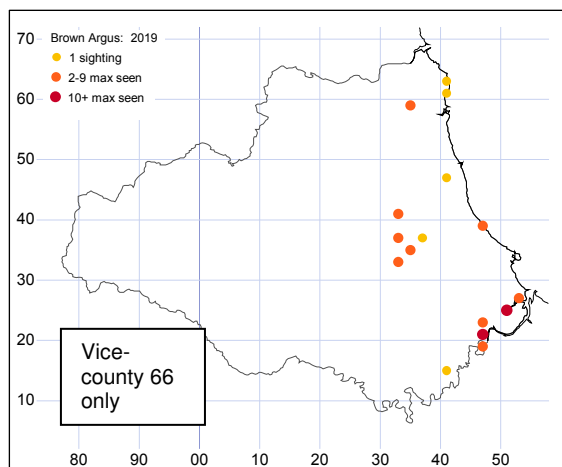 Brown Argus: 2019
1 sighting
2-9 max seen
10+ max seen
70
60
50
40
30
20
10
Vice-
county 66
only
80 90 00 10 20 30 40 50